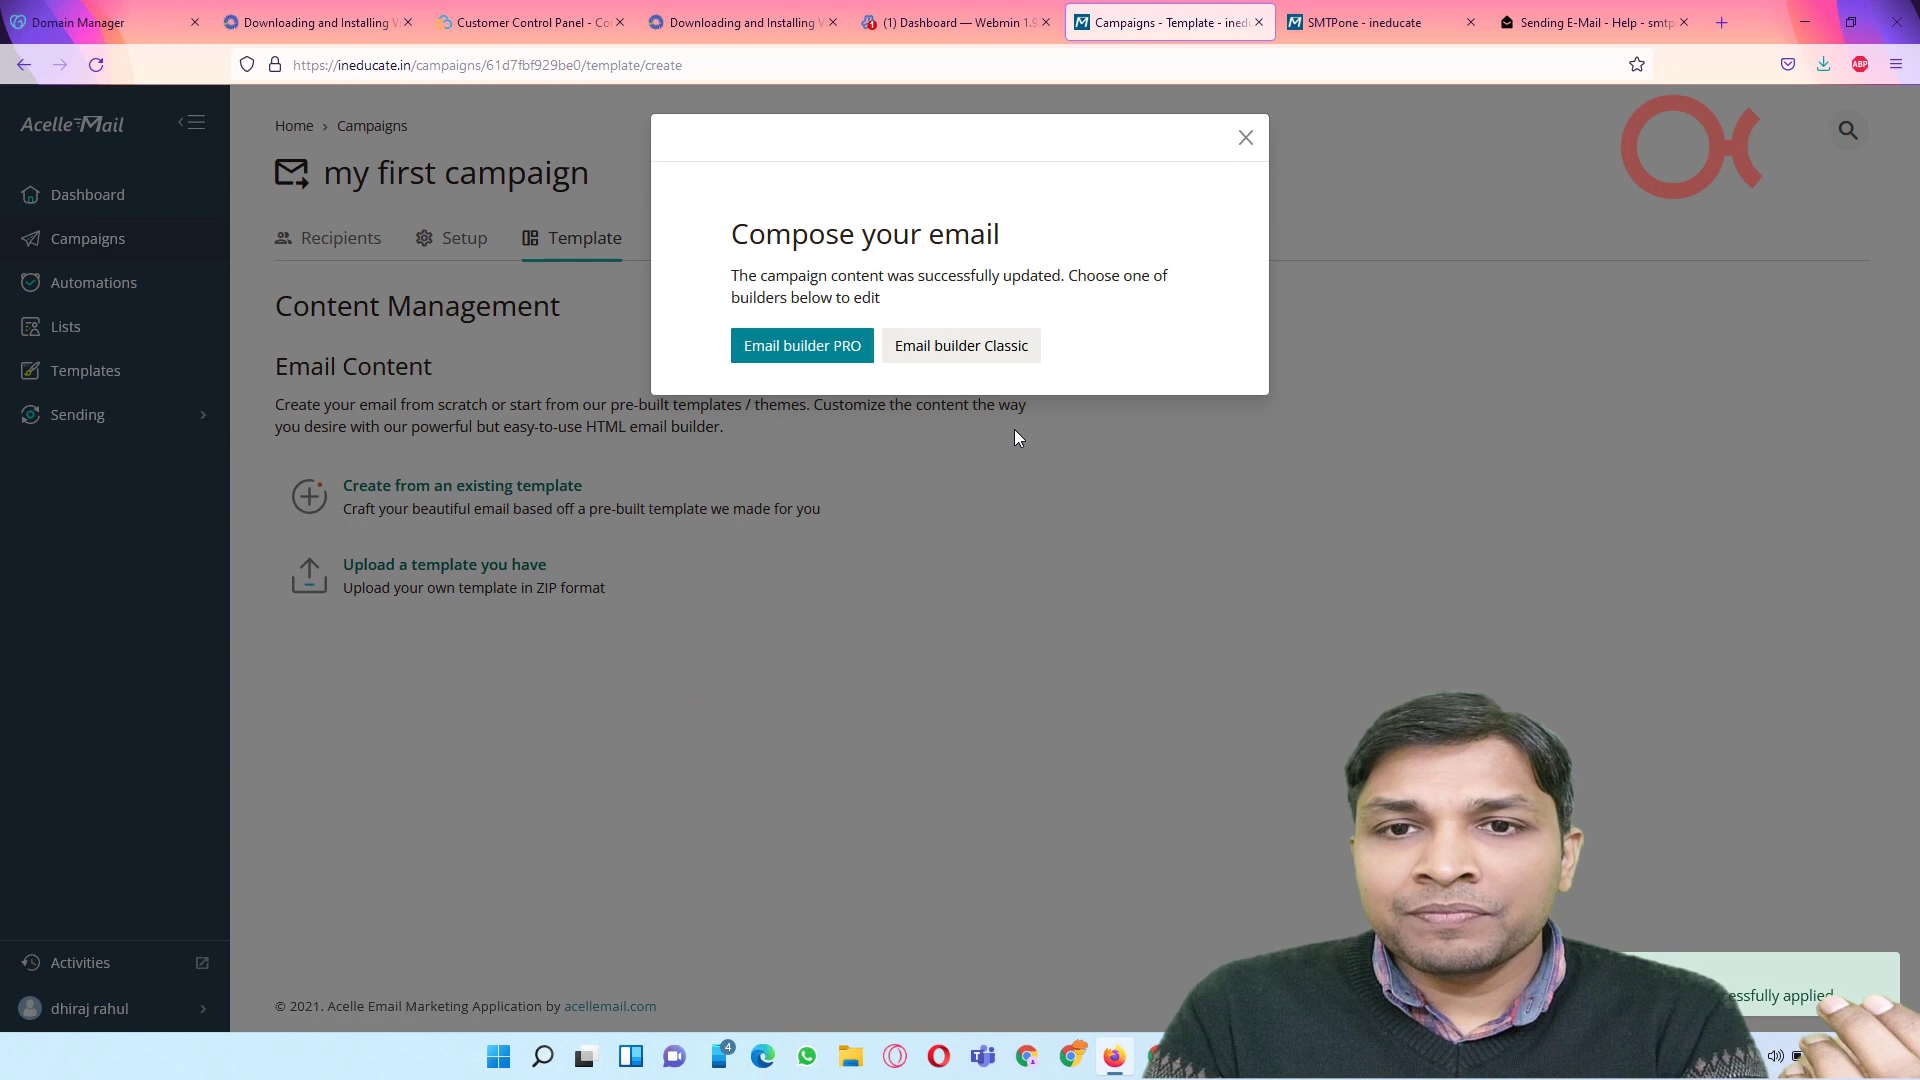 Domain Manager
Downloading and Installing
Customer Control Panel - Co
Downloading and Installing
(1) Dashboard — Webmin 1.9
Campaigns - Template - inedu
SMTPone - ineducate
Sending E-Mail - Help - smtp
https://ineducate.in/campaigns/61d7fbf929be0/template/create
ABP
Acelle Mail
Home › Campaigns
my first campaign
Recipients
Setup
Template
Dashboard
Campaigns
Automations
Lists
Templates
Sending
Compose your email
The campaign content was successfully updated. Choose one of
builders below to edit
Email builder PRO
Email builder Classic
Content Management
Email Content
Create your email from scratch or start from our pre-built templates / themes. Customize the content the way
you desire with our powerful but easy-to-use HTML email builder.
Create from an existing template
Craft your beautiful email based off a pre-built template we made for you
Upload a template you have
Upload your own template in ZIP format
Activities
dhiraj rahul
© 2021. Acelle Email Marketing Application by acellemail.com
essfully applied
4